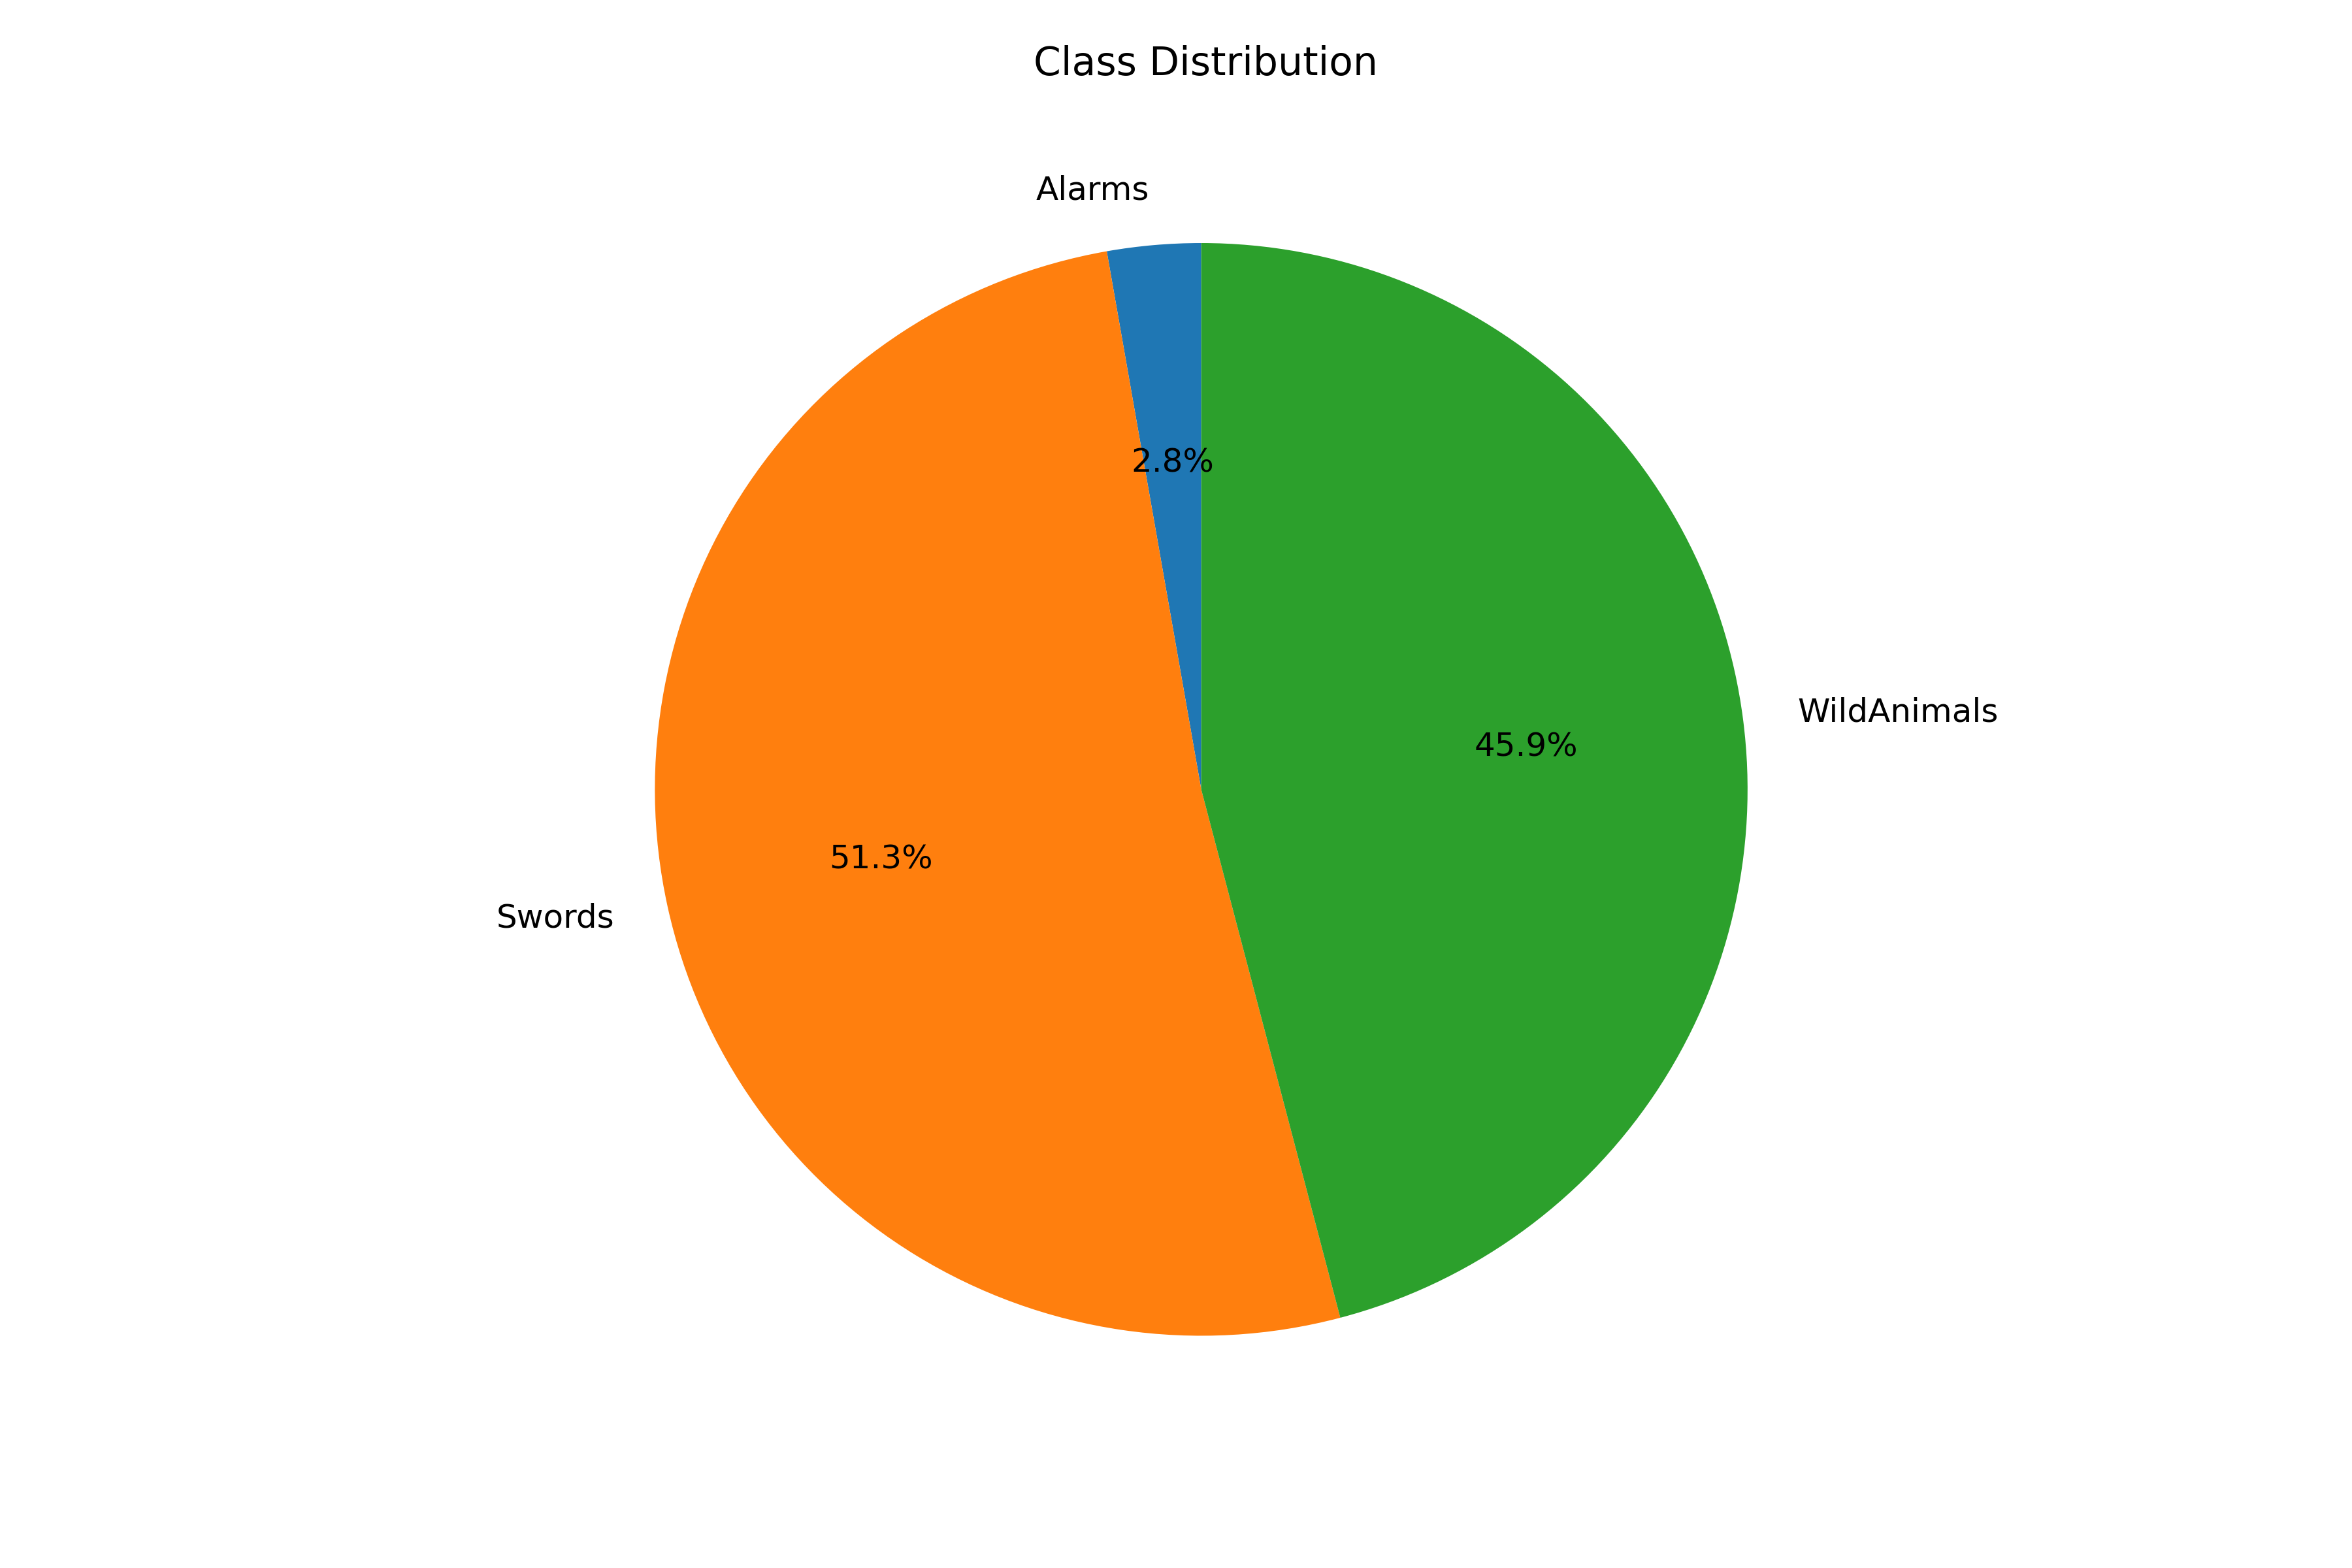 Class Distribution
Alarms
2.8%
WildAnimals
45.9%
51.3%
Swords